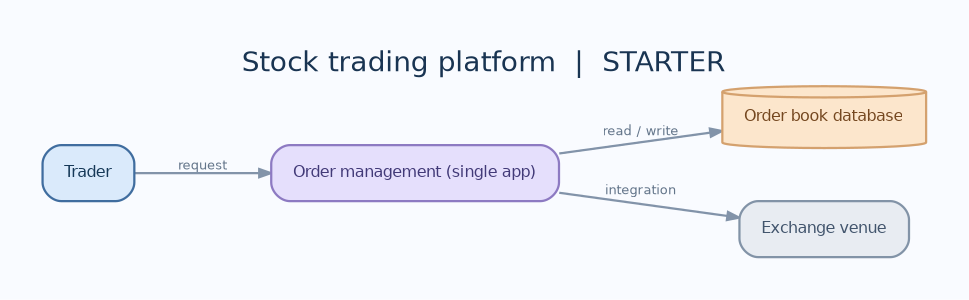 Stock trading platform | STARTER
Trader
request
Order management (single app)
read / write
Order book database
integration
Exchange venue